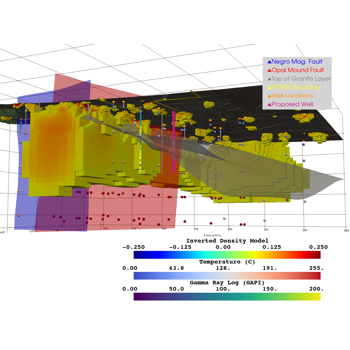 Negro Mag. Fault
Opal Mound Fault
Top of Granite Layer
Well Locations
Proposed Well
Inverted Density Model
-0.250 -0.125 0.00 0.125 0.250
Temperature (C)
0.00 63.8 128. 191. 255.
Gamma Ray Log (GAPI)
0.00 50.0 100. 150. 200.